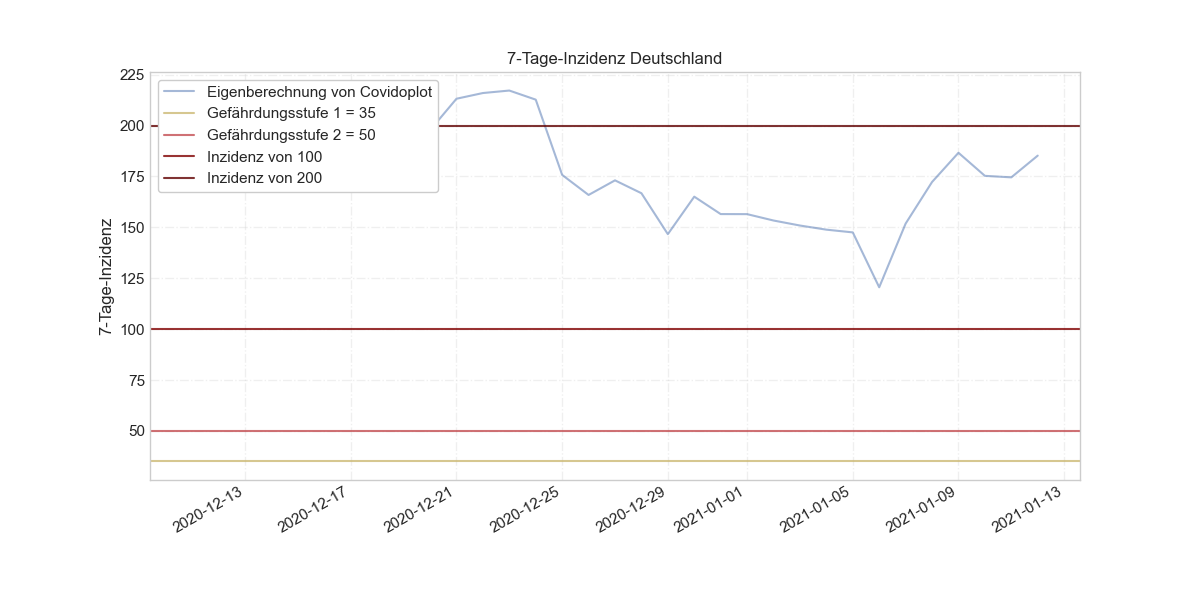 7-Tage-Inzidenz Deutschland
Eigenberechnung von Covidoplot
Gefährdungsstufe 1 = 35
Gefährdungsstufe 2 = 50
Inzidenz von 100
Inzidenz von 200
7-Tage-Inzidenz
225
200
175
150
125
100
75
50
2020-12-13
2020-12-17
2020-12-21
2020-12-25
2020-12-29
2021-01-01
2021-01-05
2021-01-09
2021-01-13